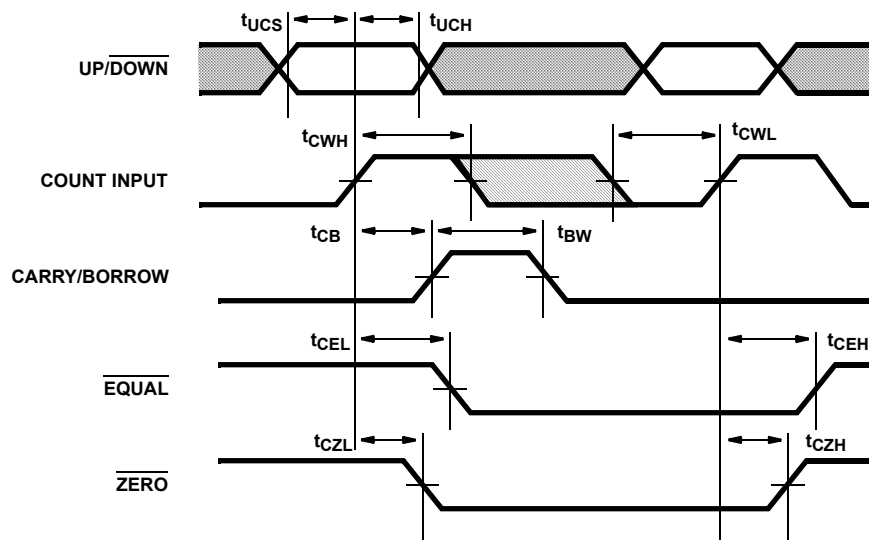 tUCS tUCH
UP/DOWN
tCWH tCWL
COUNT INPUT
tCB tBW
CARRY/BORROW
tCEL tCEH
EQUAL
tCZL tCZH
ZERO